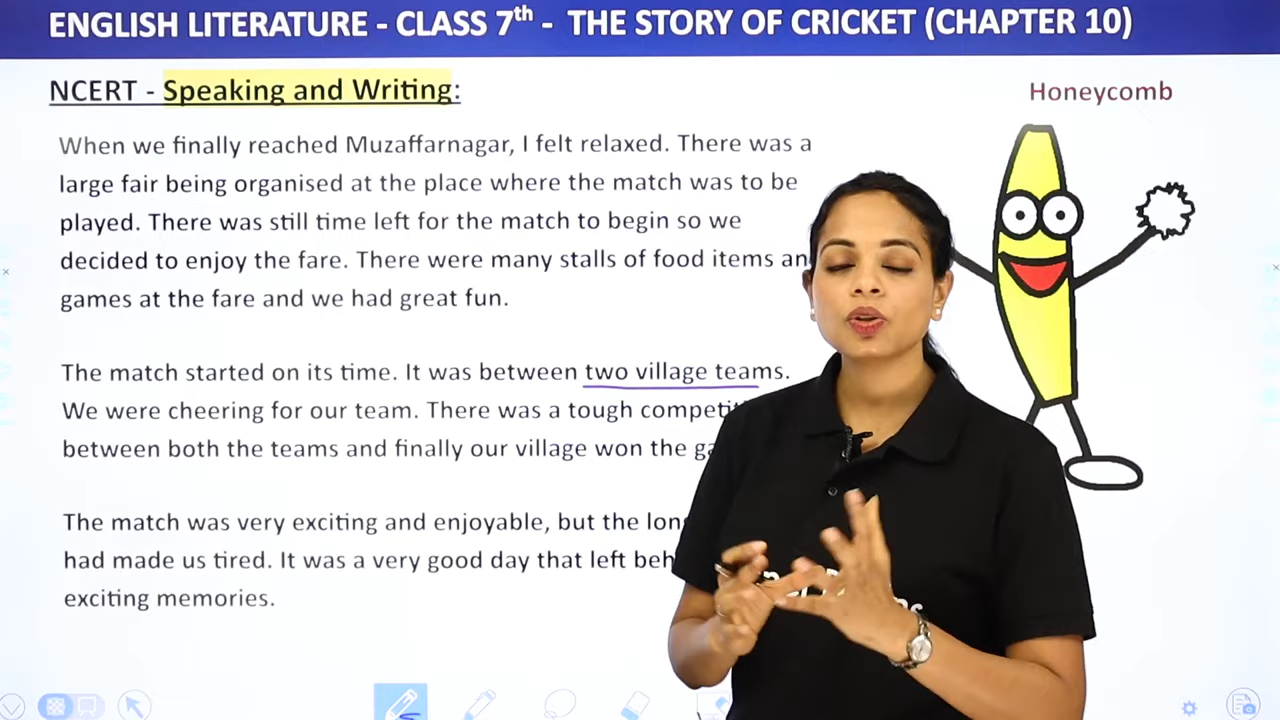 ENGLISH LITERATURE - CLASS 7th - THE STORY OF CRICKET (CHAPTER 10)
NCERT - Speaking and Writing:
Honeycomb
When we finally reached Muzaffarnagar, I felt relaxed. There was a
large fair being organised at the place where the match was to be
played. There was still time left for the match to begin so we
decided to enjoy the fare. There were many stalls of food items an
games at the fare and we had great fun.
The match started on its time. It was between two village teams.
We were cheering for our team. There was a tough competi
between both the teams and finally our village won the ga
The match was very exciting and enjoyable, but the lon
had made us tired. It was a very good day that left beh
exciting memories.